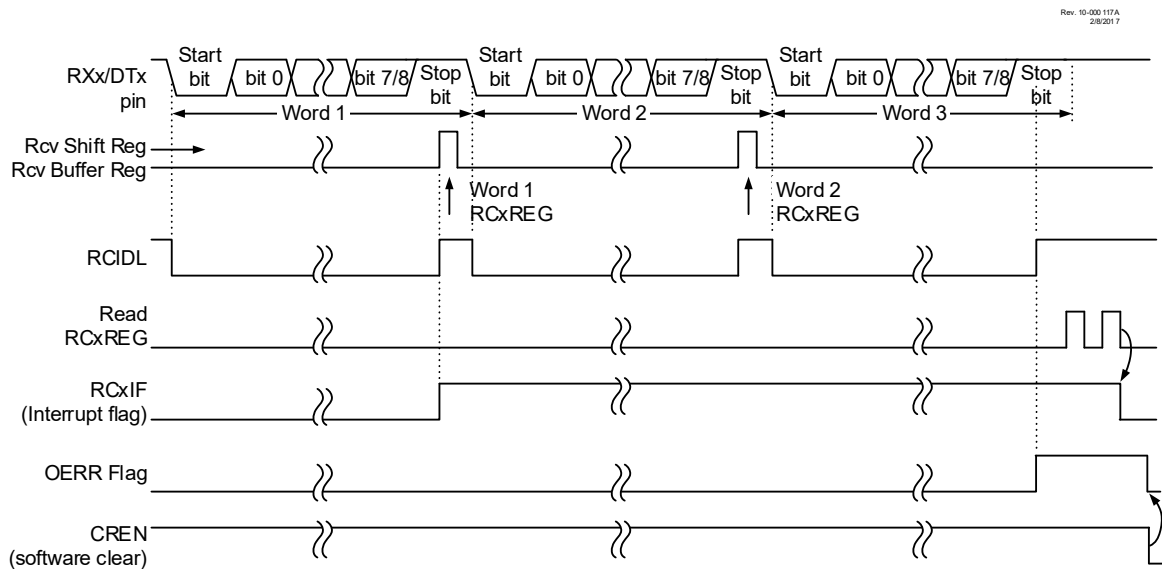 Rev. 10-000 117A
2/8/201 7
RXx/DTx
pin
Start
bit
bit 0
bit 7/8
Stop
bit
Start
bit
bit 0
bit 7/8
Stop
bit
Start
bit
bit 0
bit 7/8
Stop
bit
Word 1
Word 2
Word 3
Rcv Shift Reg
Rcv Buffer Reg
Word 1
RCxREG
Word 2
RCxREG
RCIDL
Read
RCxREG
RCxIF
(Interrupt flag)
OERR Flag
CREN
(software clear)